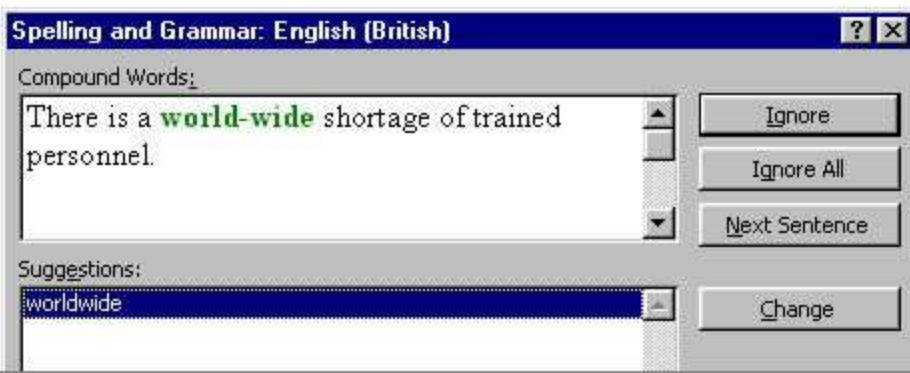 Spelling and Grammar: English (British)
Compound Words:
There is a world-wide shortage of trained
personnel.
Ignore
Ignore All
Next Sentence
Suggestions:
worldwide
Change